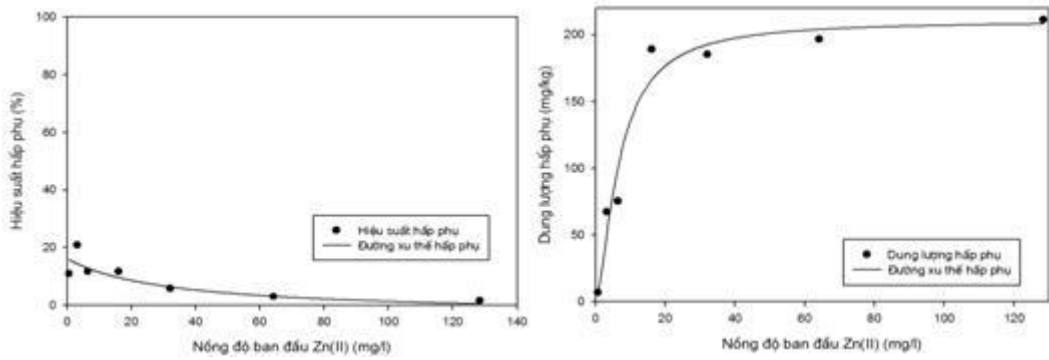 100
80
60
40
20
0
Hiệu suất hấp phụ (%)
Hiệu suất hấp phụ
Đường xu thế hấp phụ
0 20 40 60 80 100 120 140
Nồng độ ban đầu Zn(II) (mg/l)
200
150
100
50
0
Dung lượng hấp phụ (mg/kg)
Dung lượng hấp phụ
Đường xu thế hấp phụ
0 20 40 60 80 100 120
Nồng độ ban đầu Zn(II) (mg/l)